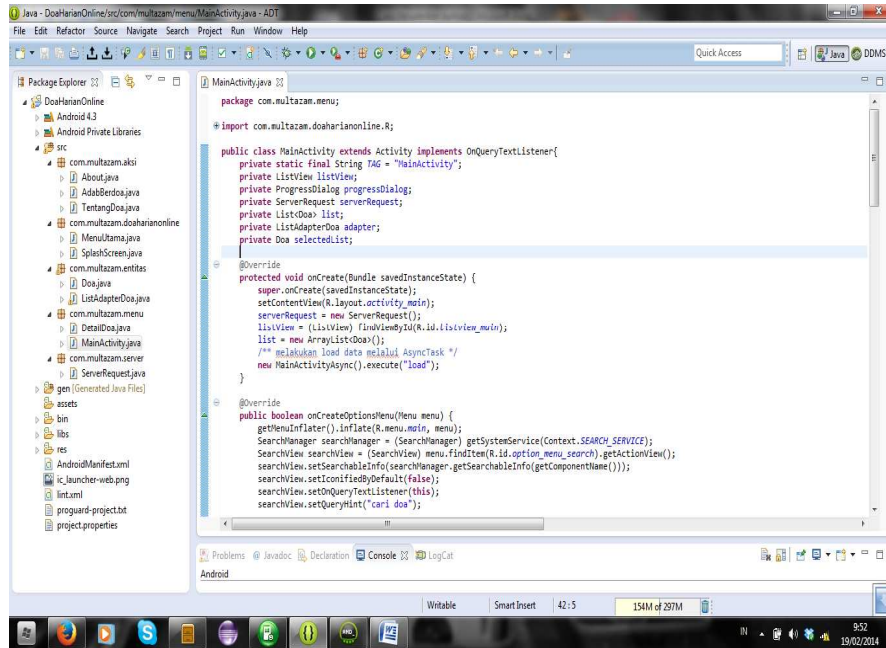 Java - DoaHarianOnline/src/com/multazam/menu/MainActivity.java - ADT
File Edit Refactor Source Navigate Search Project Run Window Help
Quick Access
Java
DDMS
Package Explorer
DoaHarianOnline
Android 4.3
Android Private Libraries
src
com.multazam.aksi
About.java
AdabBerdoa.java
TentangDoa.java
com.multazam.doaharianonline
MenuUtama.java
SplashScreen.java
com.multazam.entitas
Doa.java
ListAdapterDoa.java
com.multazam.menu
DetailDoa.java
MainActivity.java
com.multazam.server
ServerRequest.java
gen [Generated Java Files]
assets
bin
libs
res
AndroidManifest.xml
ic_launcher-web.png
lint.xml
proguard-project.txt
project.properties
MainActivity.java
package com.multazam.menu;
import com.multazam.doaharianonline.R;
public class MainActivity extends Activity implements OnQueryTextListener{
private static final String TAG = "MainActivity";
private ListView listView;
private ProgressDialog progressDialog;
private ServerRequest serverRequest;
private List<Doa> list;
private ListAdapterDoa adapter;
private Doa selectedList;
@Override
protected void onCreate(Bundle savedInstanceState) {
super.onCreate(savedInstanceState);
setContentView(R.layout.activity_main);
serverRequest = new ServerRequest();
listView = (ListView) findViewById(R.id.listview_main);
list = new ArrayList<Doa>();
/** melakukan load data melalui AsyncTask */
new MainActivityAsync().execute("load");
}
@Override
public boolean onCreateOptionsMenu(Menu menu) {
getMenuInflater().inflate(R.menu.main, menu);
SearchManager searchManager = (SearchManager) getSystemService(Context.SEARCH_SERVICE);
SearchView searchView = (SearchView) menu.findItem(R.id.option_menu_search).getActionView();
searchView.setSearchableInfo(searchManager.getSearchableInfo(getComponentName()));
searchView.setIconifiedByDefault(false);
searchView.setOnQueryTextListener(this);
searchView.setQueryHint("cari doa");
Problems @ Javadoc Declaration Console LogCat
Android
Writable Smart Insert 42 : 5 154M of 297M
IN
9:52
19/02/2014